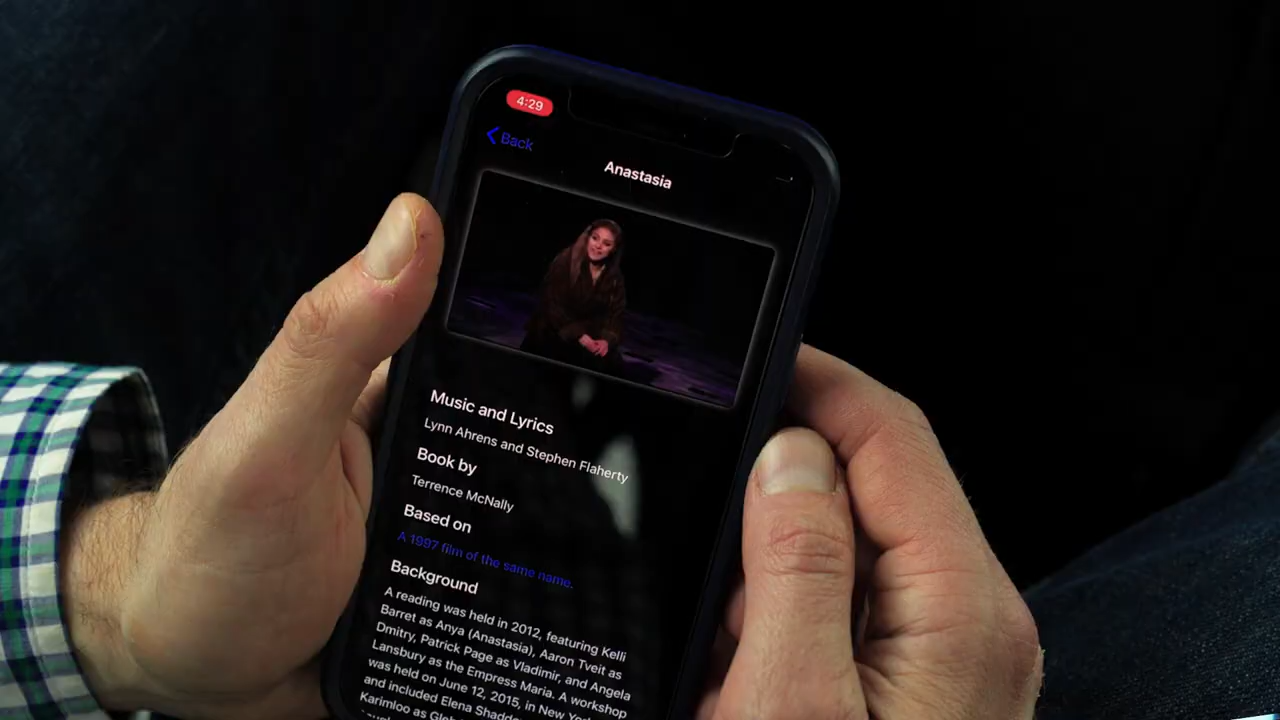 4:29
Back
Anastasia
Music and Lyrics
Lynn Ahrens and Stephen Flaherty
Book by
Terrence McNally
Based on
A 1997 film of the same name.
Background
A reading was held in 2012, featuring Kelli
Barret as Anya (Anastasia), Aaron Tveit as
Dmitry, Patrick Page as Vladimir, and Angela
Lansbury as the Empress Maria. A workshop
was held on June 12, 2015, in New York
and included Elena
Karimloo as